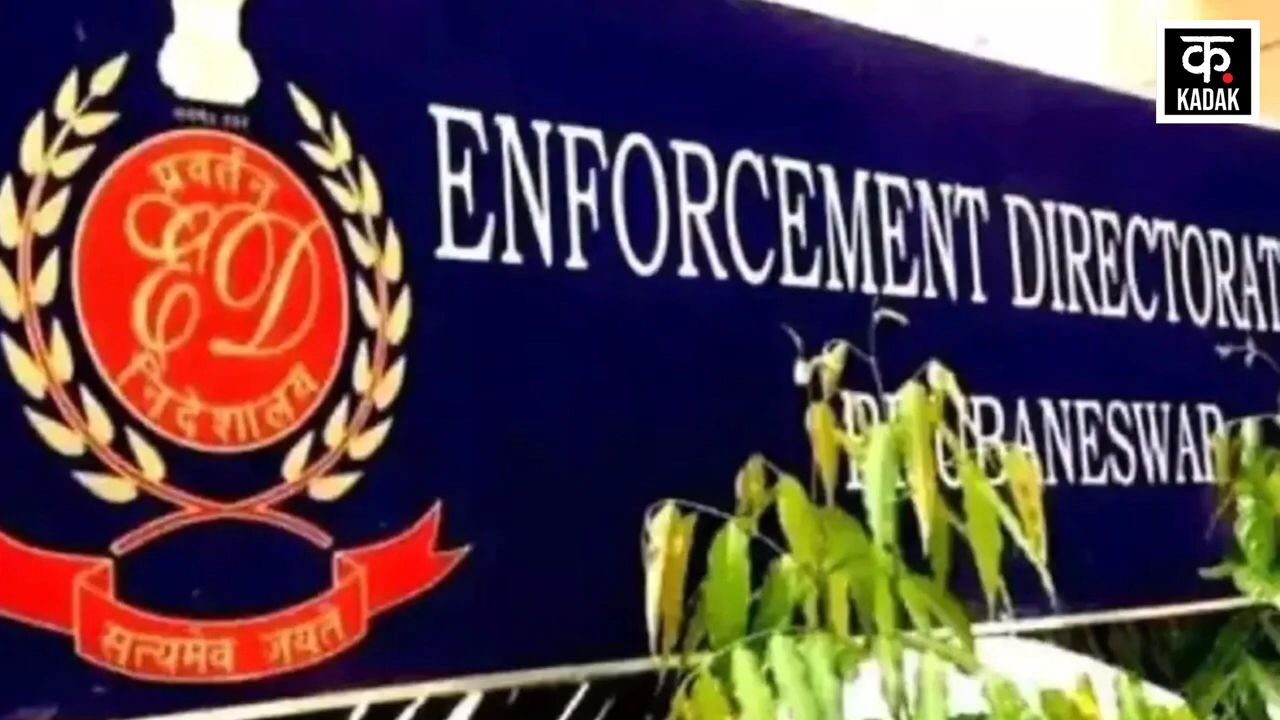 क.
KADAK
प्रवर्तन
ED
निदेशालय
सत्यमेव जयते
ENFORCEMENT DIRECTORAT
BHUBANESWAR